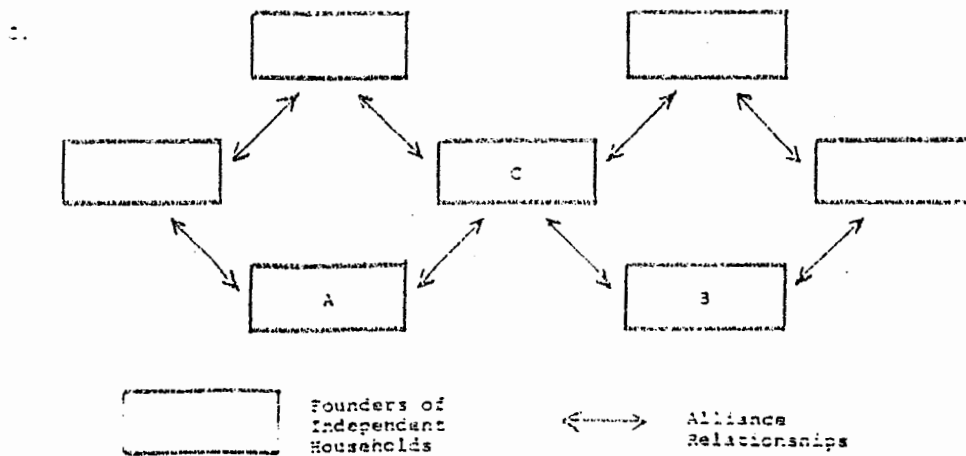 C
A
B
Founders of
Independent
Households
Alliance
Relationships